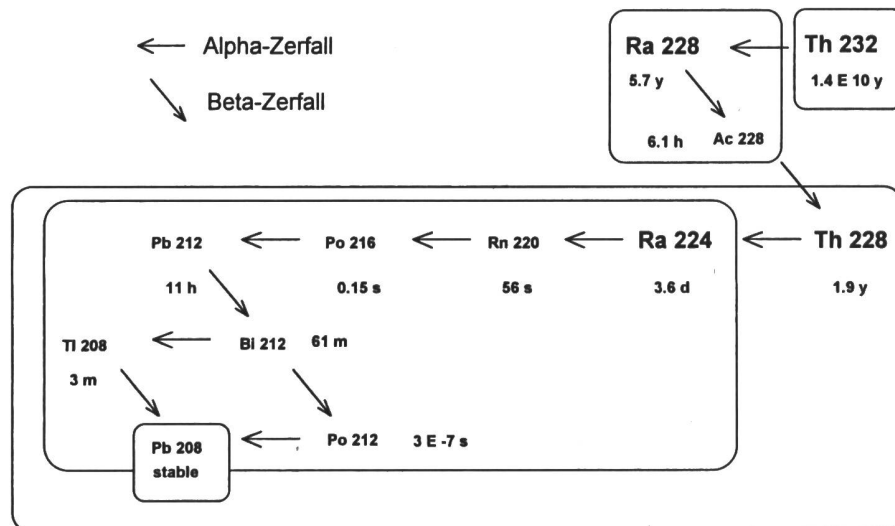 Alpha-Zerfall
Beta-Zerfall
Ra 228
Th 232
5.7 y
1.4 E 10 y
6.1 h
Ac 228
Pb 212
Po 216
Rn 220
Ra 224
Th 228
11 h
0.15 s
56 s
3.6 d
1.9 y
Tl 208
Bi 212
61 m
3 m
Pb 208
stable
Po 212
3 E -7 s